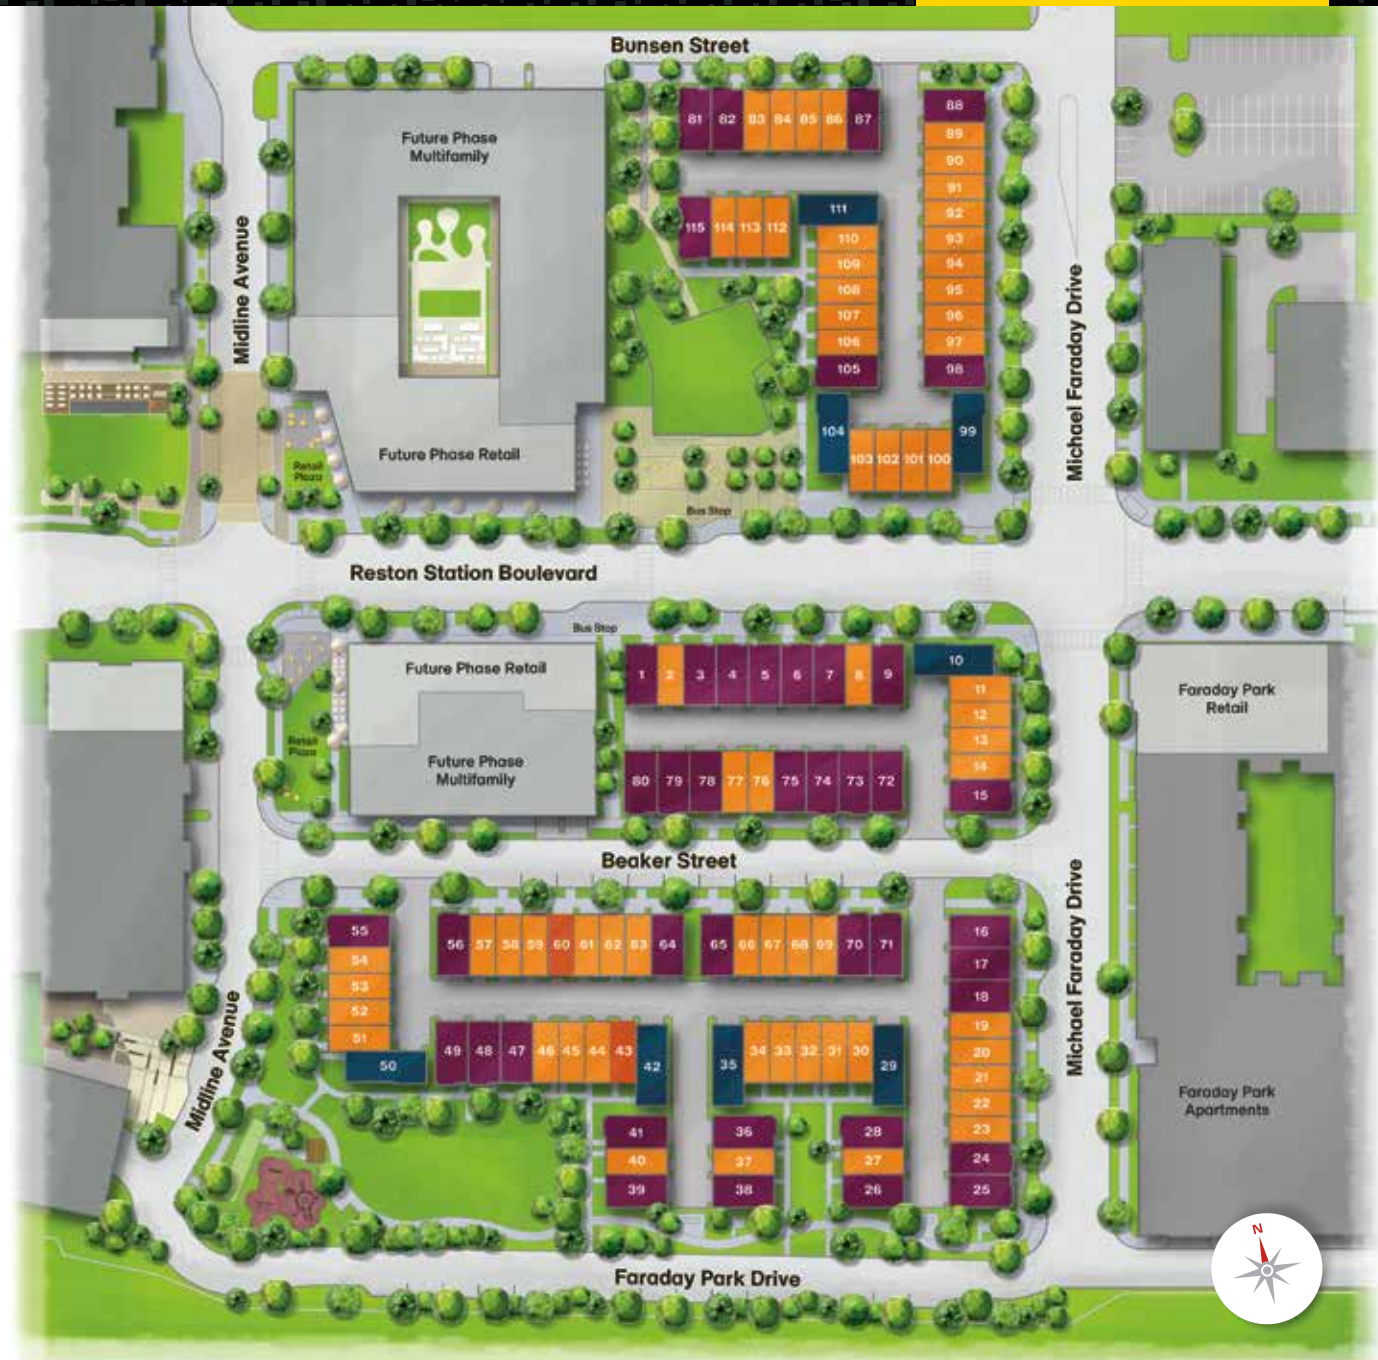 Bunsen Street
Future Phase
Multifamily
81 82 83 84 85 86 87
88
89
90
91
92
93
94
95
96
97
98
115 114 113 112
111
110
109
108
107
106
105
104
103 102 101 100
99
Midline Avenue
Michael Faraday Drive
Future Phase Retail
Retail
Plaza
Bus Stop
Reston Station Boulevard
Bus Stop
Future Phase Retail
Future Phase
Multifamily
Retail
Plaza
1 2 3 4 5 6 7 8 9
10
11
12
13
14
15
80 79 78 77 76 75 74 73 72
Faraday Park
Retail
Beaker Street
Michael Faraday Drive
55
54
53
52
51
50
56 57 58 59 60 61 62 63 64
65 66 67 68 69 70 71
16
17
18
19
20
21
22
23
24
25
49 48 47 46 45 44 43 42
35 34 33 32 31 30 29
41
40
39
36
37
38
28
27
26
Midline Avenue
Faraday Park
Apartments
Faraday Park Drive
N